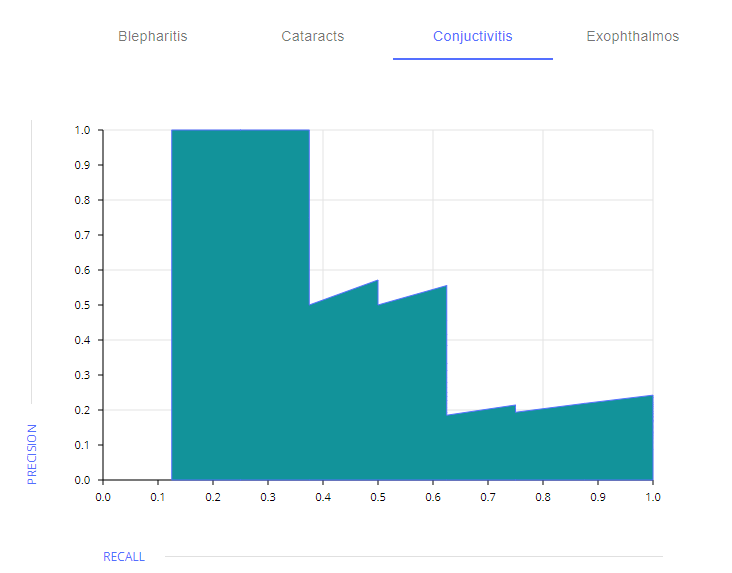 Blepharitis Cataracts Conjuctivitis Exophthalmos
1.0
0.9
0.8
0.7
0.6
0.5
0.4
0.3
0.2
0.1
0.0
0.0 0.1 0.2 0.3 0.4 0.5 0.6 0.7 0.8 0.9 1.0
PRECISION
RECALL